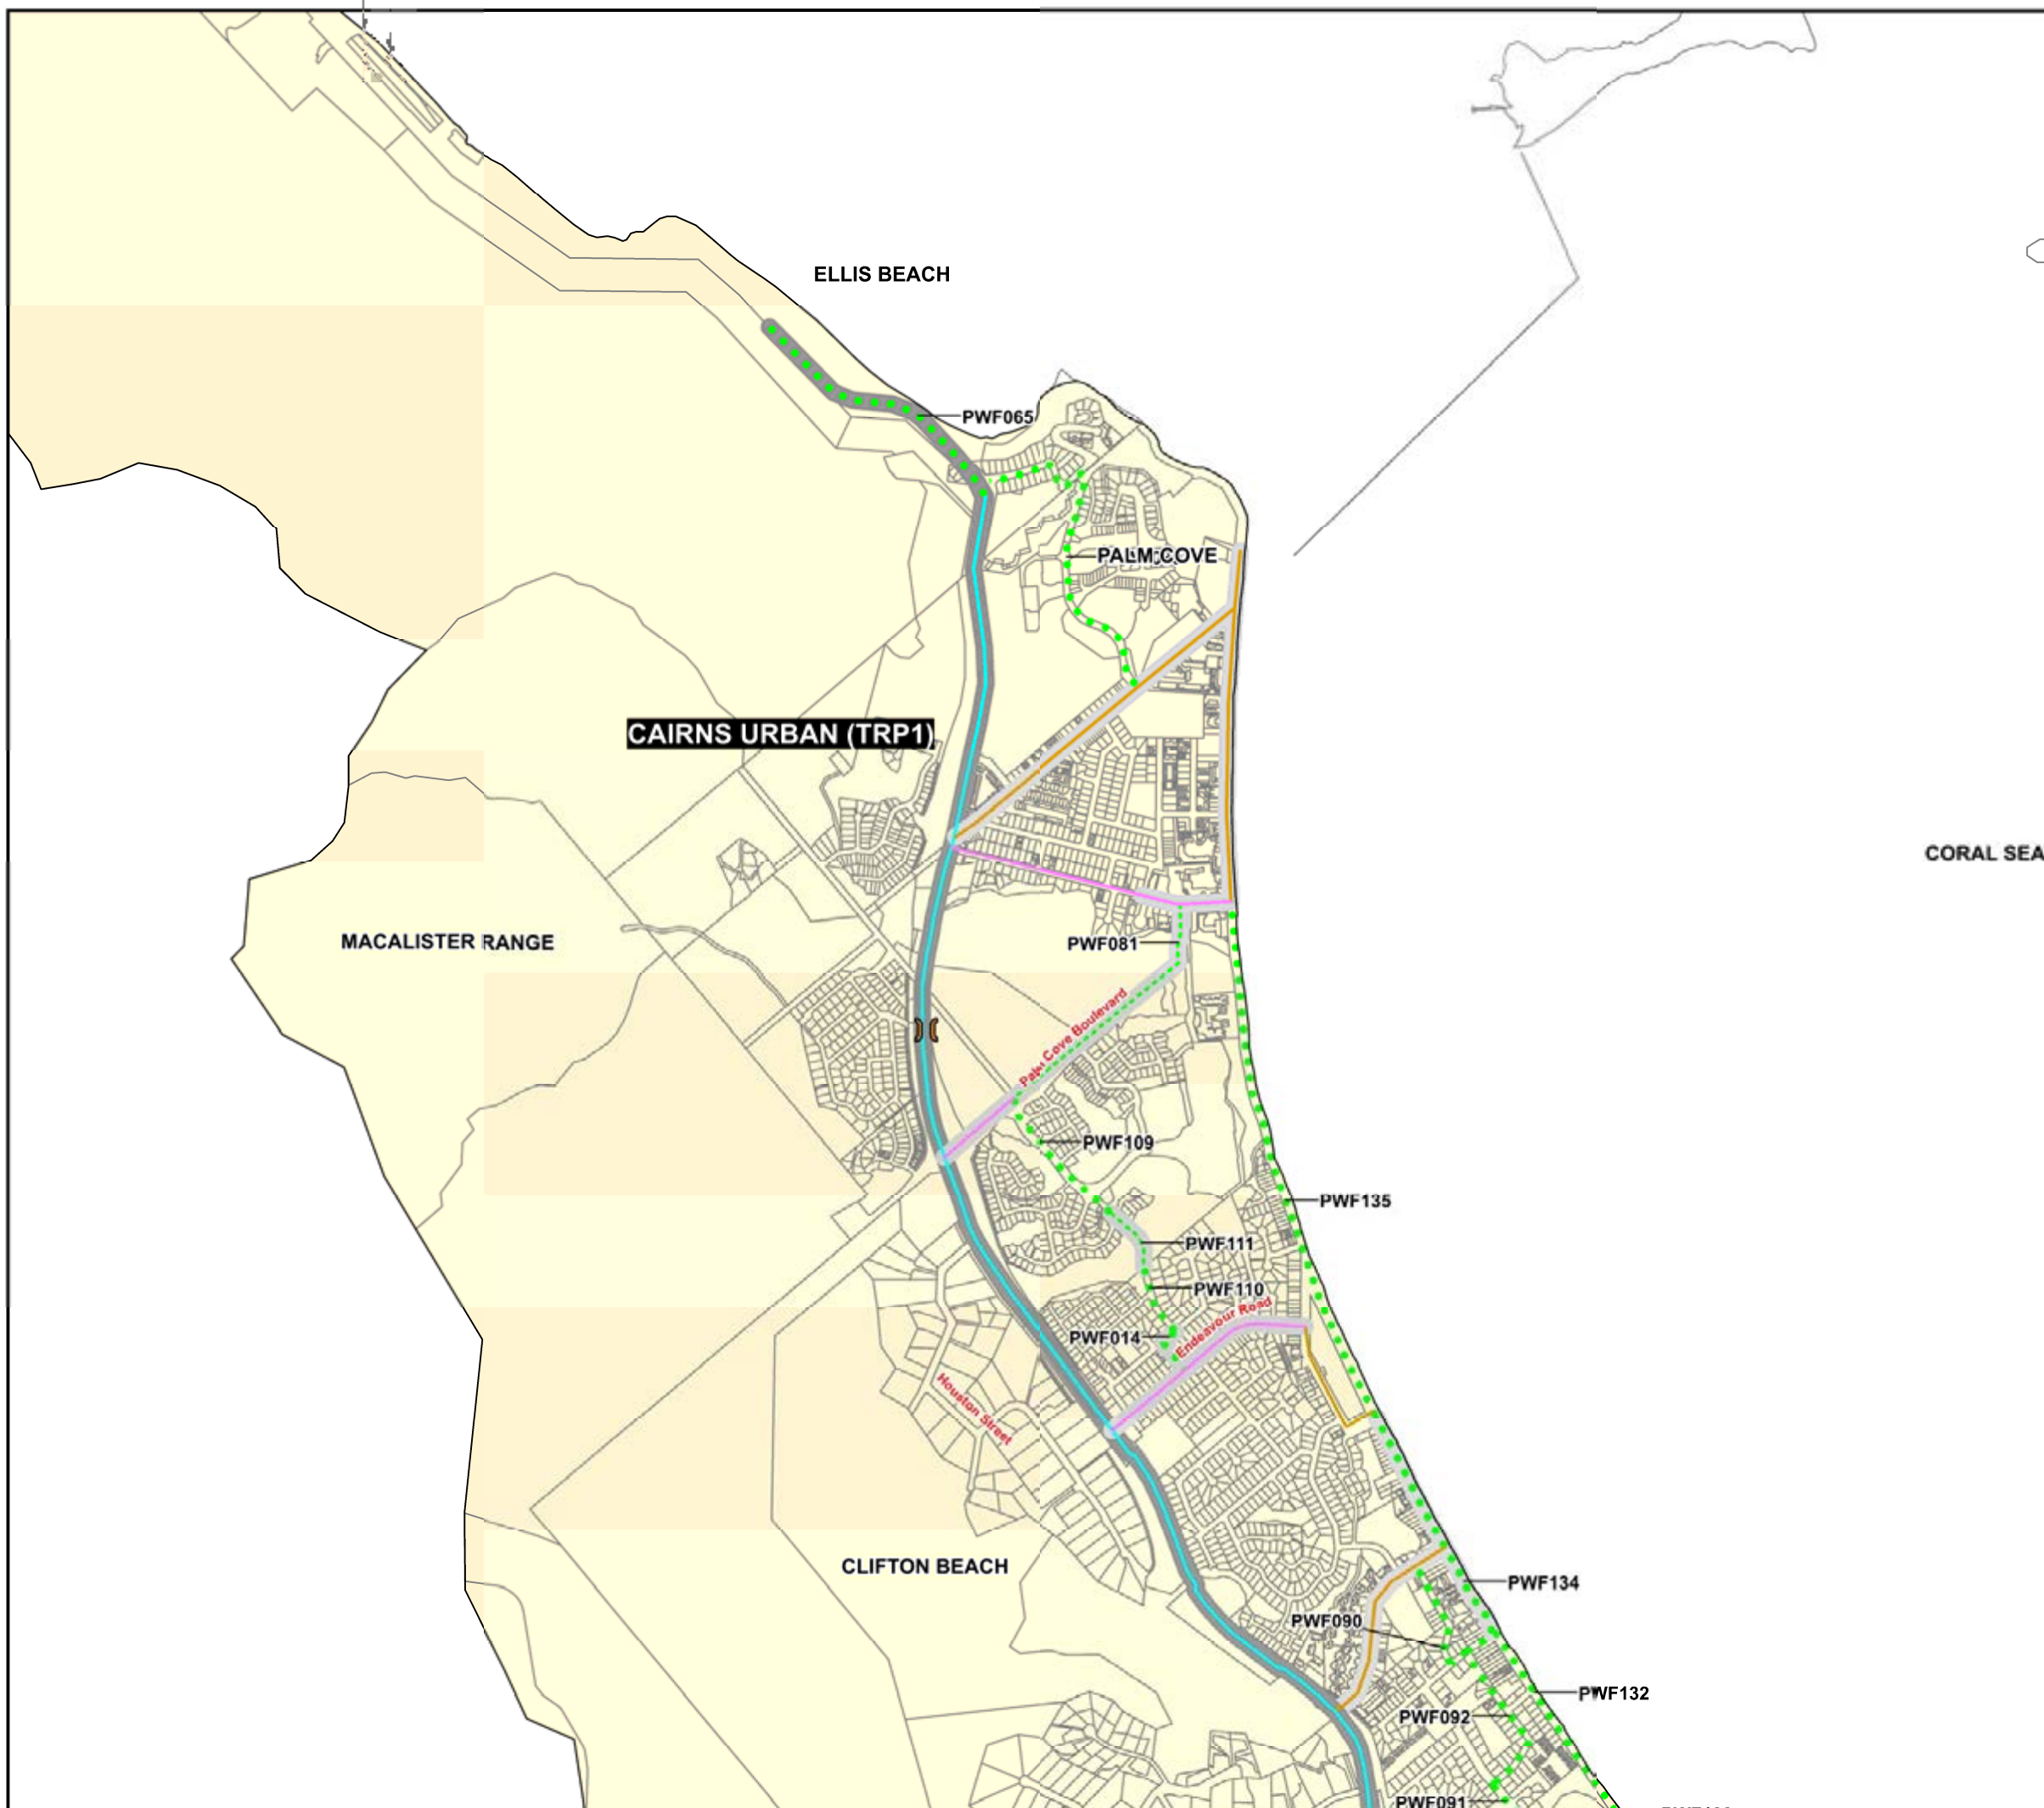 ELLIS BEACH
PWF065
PALM COVE
CAIRNS URBAN (TRP1)
CORAL SEA
MACALISTER RANGE
PWF081
Palm Cove Boulevard
PWF109
PWF135
PWF111
PWF110
Endeavour Road
PWF014
Houston Street
CLIFTON BEACH
PWF134
PWF090
PWF132
PWF092
PWF091